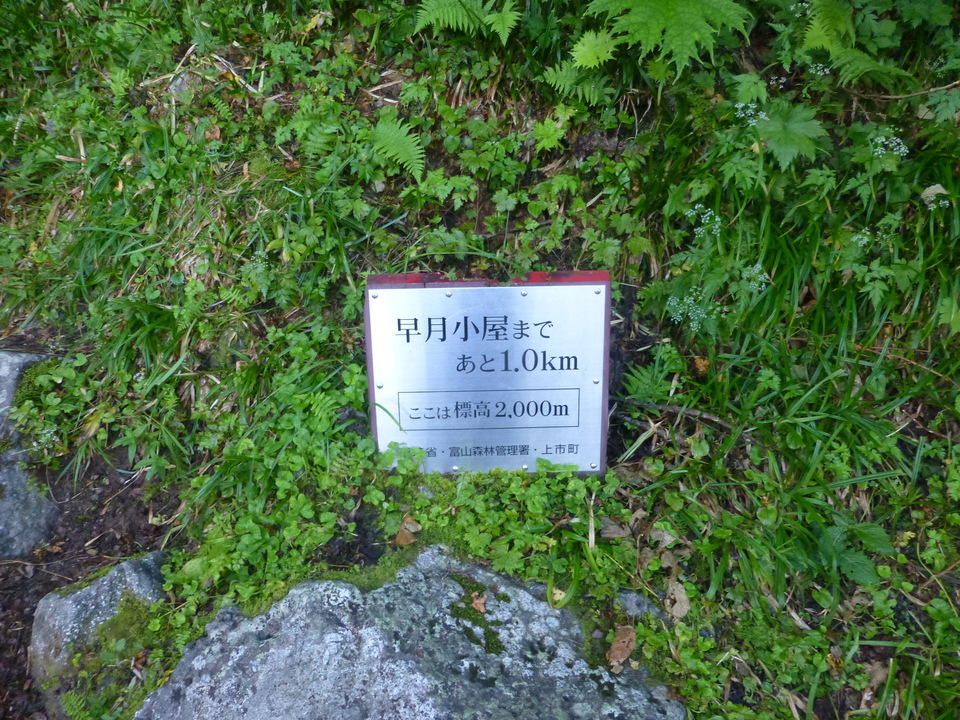 早月小屋まで
あと1.0km
ここは標高2,000m
省・富山森林管理署・上市町